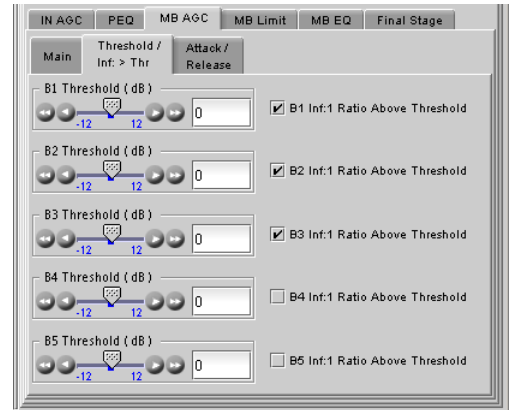 IN AGC PEQ MB AGC MB Limit MB EQ Final Stage
Main Threshold / Inf: > Thr Attack / Release
B1 Threshold ( dB )
-12 12 0 B1 Inf:1 Ratio Above Threshold
B2 Threshold ( dB )
-12 12 0 B2 Inf:1 Ratio Above Threshold
B3 Threshold ( dB )
-12 12 0 B3 Inf:1 Ratio Above Threshold
B4 Threshold ( dB )
-12 12 0 B4 Inf:1 Ratio Above Threshold
B5 Threshold ( dB )
-12 12 0 B5 Inf:1 Ratio Above Threshold